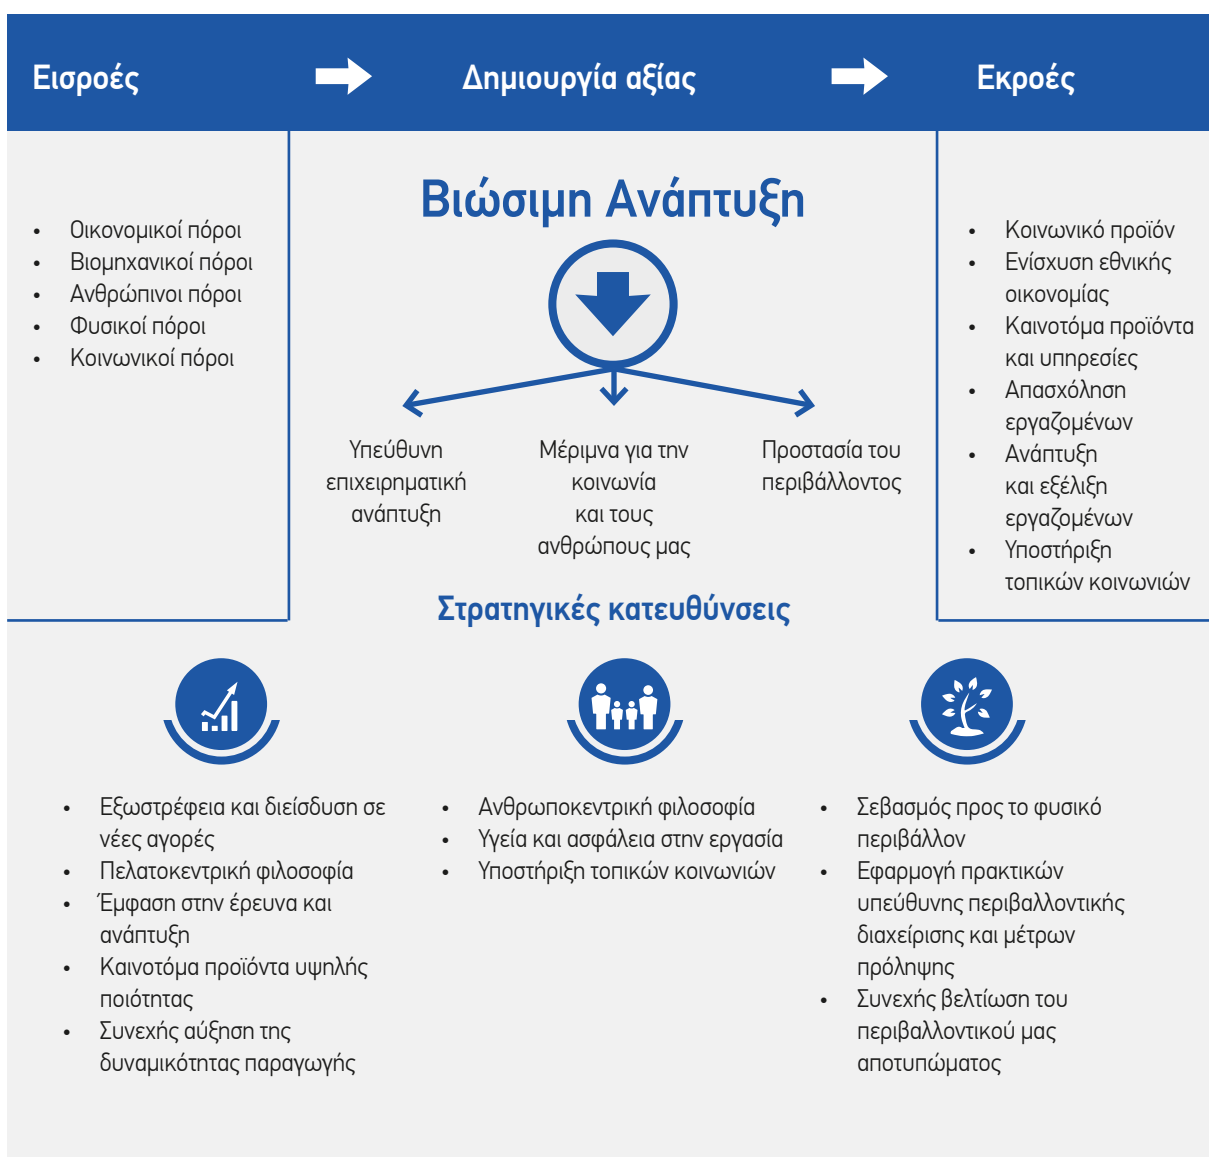 Εισροές
Δημιουργία αξίας
Εκροές
• Οικονομικοί πόροι
• Βιομηχανικοί πόροι
• Ανθρώπινοι πόροι
• Φυσικοί πόροι
• Κοινωνικοί πόροι
Βιώσιμη Ανάπτυξη
Υπεύθυνη
επιχειρηματική
ανάπτυξη
Μέριμνα για την
κοινωνία
και τους
ανθρώπους μας
Προστασία του
περιβάλλοντος
• Κοινωνικό προϊόν
• Ενίσχυση εθνικής
οικονομίας
• Καινοτόμα προϊόντα
και υπηρεσίες
• Απασχόληση
εργαζομένων
• Ανάπτυξη
και εξέλιξη
εργαζομένων
• Υποστήριξη
τοπικών κοινωνιών
Στρατηγικές κατευθύνσεις
• Εξωστρέφεια και διείσδυση σε
νέες αγορές
• Πελατοκεντρική φιλοσοφία
• Έμφαση στην έρευνα και
ανάπτυξη
• Καινοτόμα προϊόντα υψηλής
ποιότητας
• Συνεχής αύξηση της
δυναμικότητας παραγωγής
• Ανθρωποκεντρική φιλοσοφία
• Υγεία και ασφάλεια στην εργασία
• Υποστήριξη τοπικών κοινωνιών
• Σεβασμός προς το φυσικό
περιβάλλον
• Εφαρμογή πρακτικών
υπεύθυνης περιβαλλοντικής
διαχείρισης και μέτρων
πρόληψης
• Συνεχής βελτίωση του
περιβαλλοντικού μας
αποτυπώματος